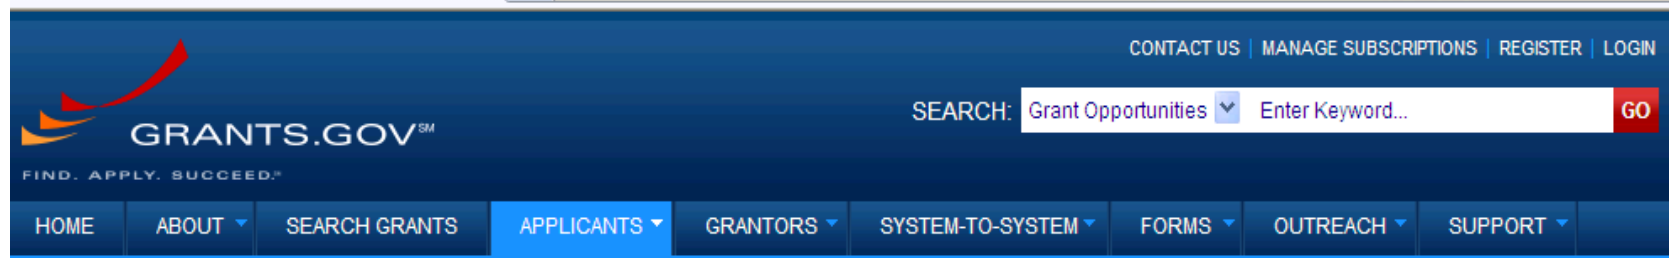 CONTACT US | MANAGE SUBSCRIPTIONS | REGISTER | LOGIN
SEARCH: Grant Opportunities Enter Keyword... GO
GRANTS.GOV℠
FIND. APPLY. SUCCEED.℠
HOME ABOUT SEARCH GRANTS APPLICANTS GRANTORS SYSTEM-TO-SYSTEM FORMS OUTREACH SUPPORT